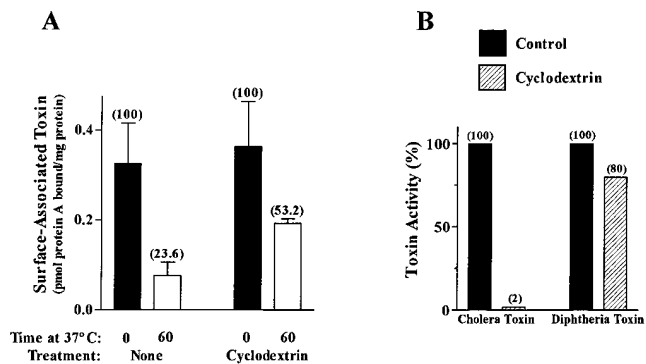 A
Surface-Associated Toxin
(pmol protein A bound/mg protein)
0.4
0.2
0.0
(100)
(23.6)
(100)
(53.2)
Time at 37°C: 0 60 0 60
Treatment: None Cyclodextrin
B
Control
Cyclodextrin
Toxin Activity (%)
100
50
0
(100)
(2)
(100)
(80)
Cholera Toxin Diphtheria Toxin